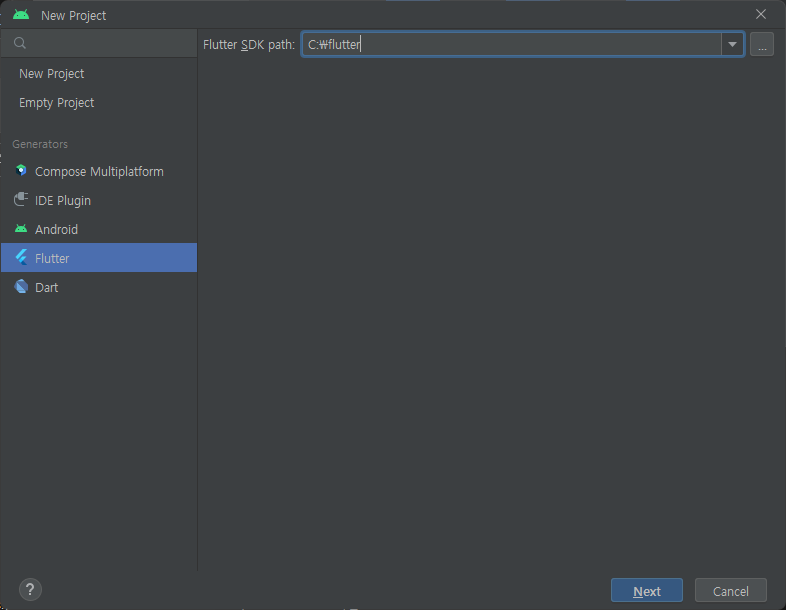 New Project
Flutter SDK path: C:₩flutter
New Project
Empty Project
Generators
Compose Multiplatform
IDE Plugin
Android
Flutter
Dart
?
Next
Cancel